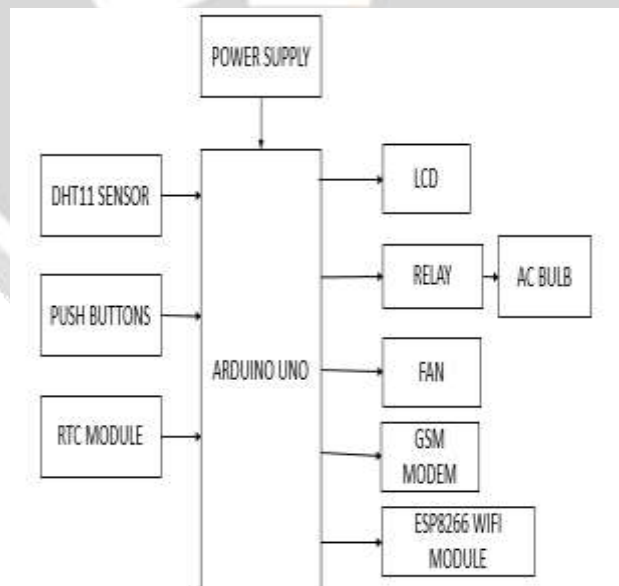 POWER SUPPLY
DHT11 SENSOR
LCD
RELAY
AC BULB
PUSH BUTTONS
ARDUINO UNO
FAN
RTC MODULE
GSM
MODEM
ESP8266 WIFI
MODULE